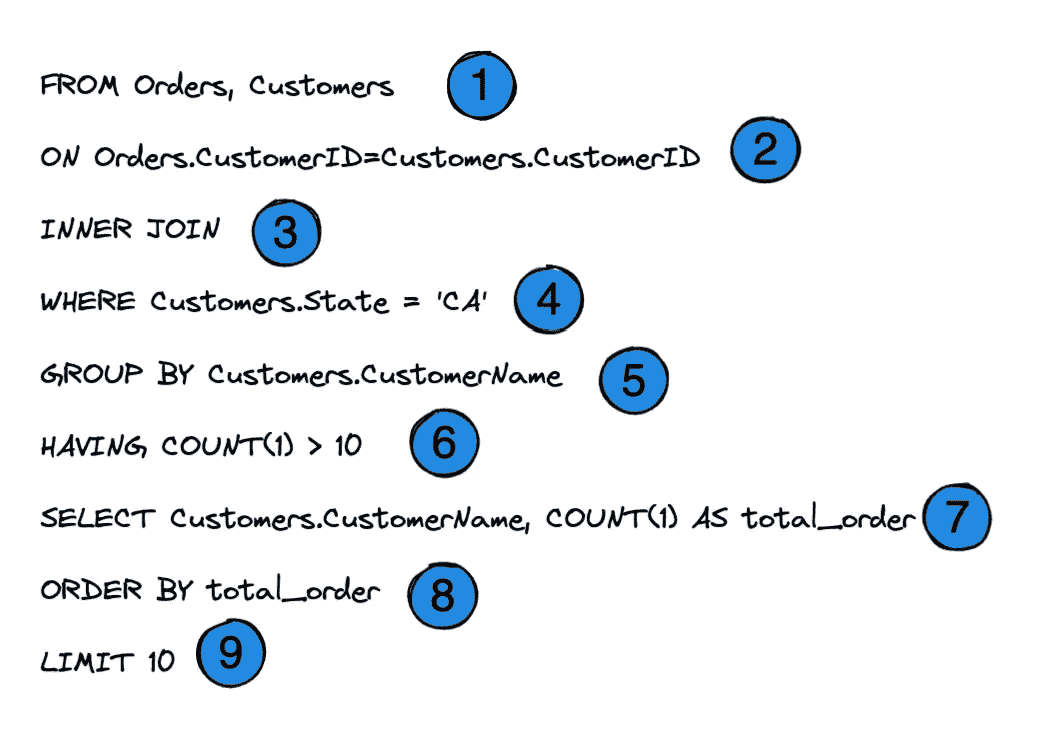 FROM Orders, Customers 1
ON Orders.CustomerID=Customers.CustomerID 2
INNER JOIN 3
WHERE Customers.State = 'CA' 4
GROUP BY Customers.CustomerName 5
HAVING COUNT(1) > 10 6
SELECT Customers.CustomerName, COUNT(1) AS total_order 7
ORDER BY total_order 8
LIMIT 10 9